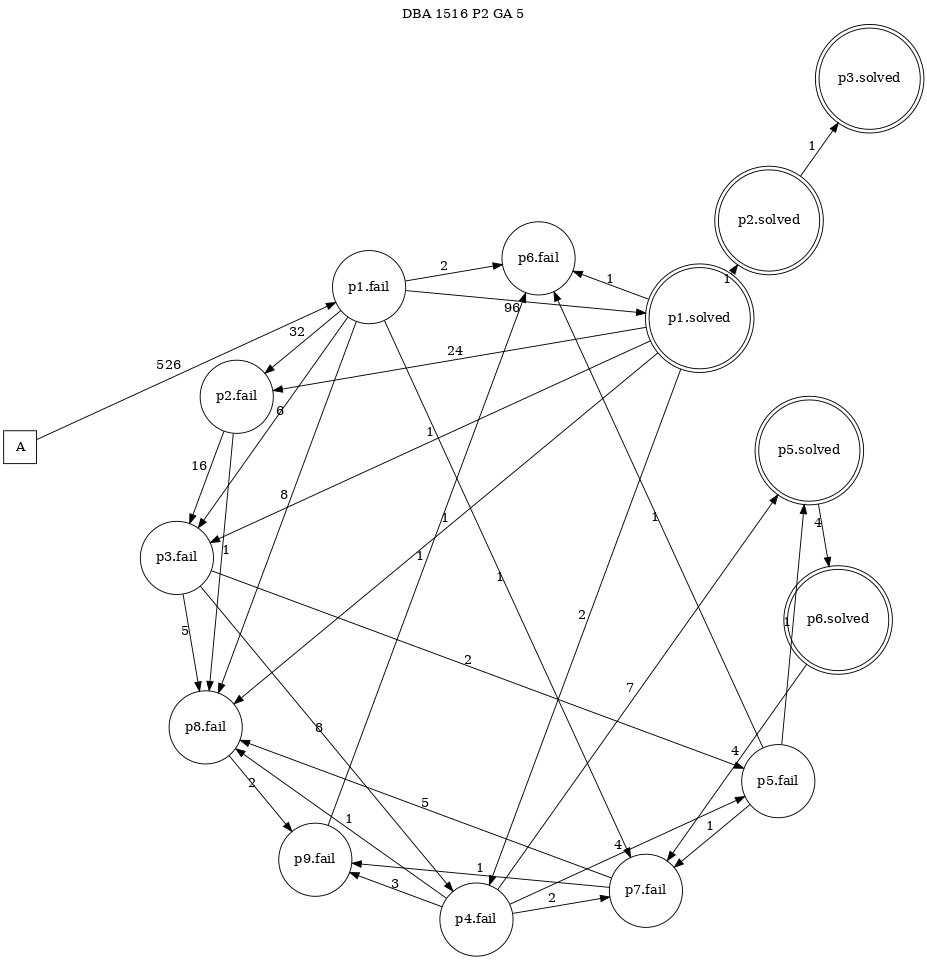 DBA 1516 P2 GA 5
p3.solved
1
p2.solved
p6.fail
2
1
1
p1.fail
96
p1.solved
32
24
526
p2.fail
6
1
A
p5.solved
16
8
1
1
1
4
1
p3.fail
1
5
2
1
p6.solved
2
7
8
p8.fail
4
2
p5.fail
5
1
1
4
p9.fail
1
3
2
p7.fail
p4.fail